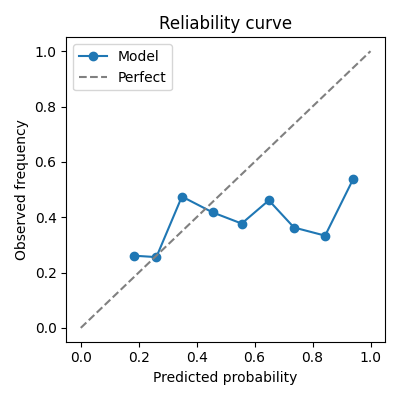 Reliability curve
Model
Perfect
Observed frequency
1.0
0.8
0.6
0.4
0.2
0.0
0.0 0.2 0.4 0.6 0.8 1.0
Predicted probability